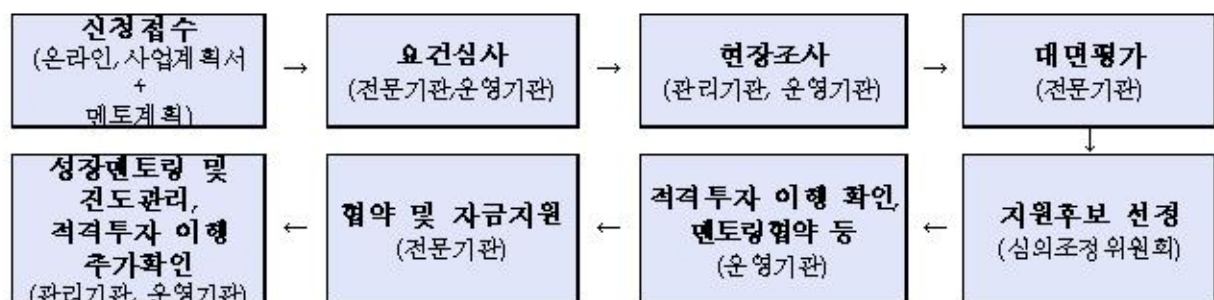 신청접수
(온라인, 사업계획서
+
멘토계획)
→
요건심사
(전문기관,운영기관)
→
현장조사
(관리기관, 운영기관)
→
대면평가
(전문기관)
↓
지원후보 선정
(심의조정위원회)
←
적격투자 이행 확인,
멘토링협약 등
(운영기관)
←
협약 및 자금지원
(전문기관)
←
성장멘토링 및
진도관리,
적격투자 이행
추가확인
(관리기관, 운영기관)